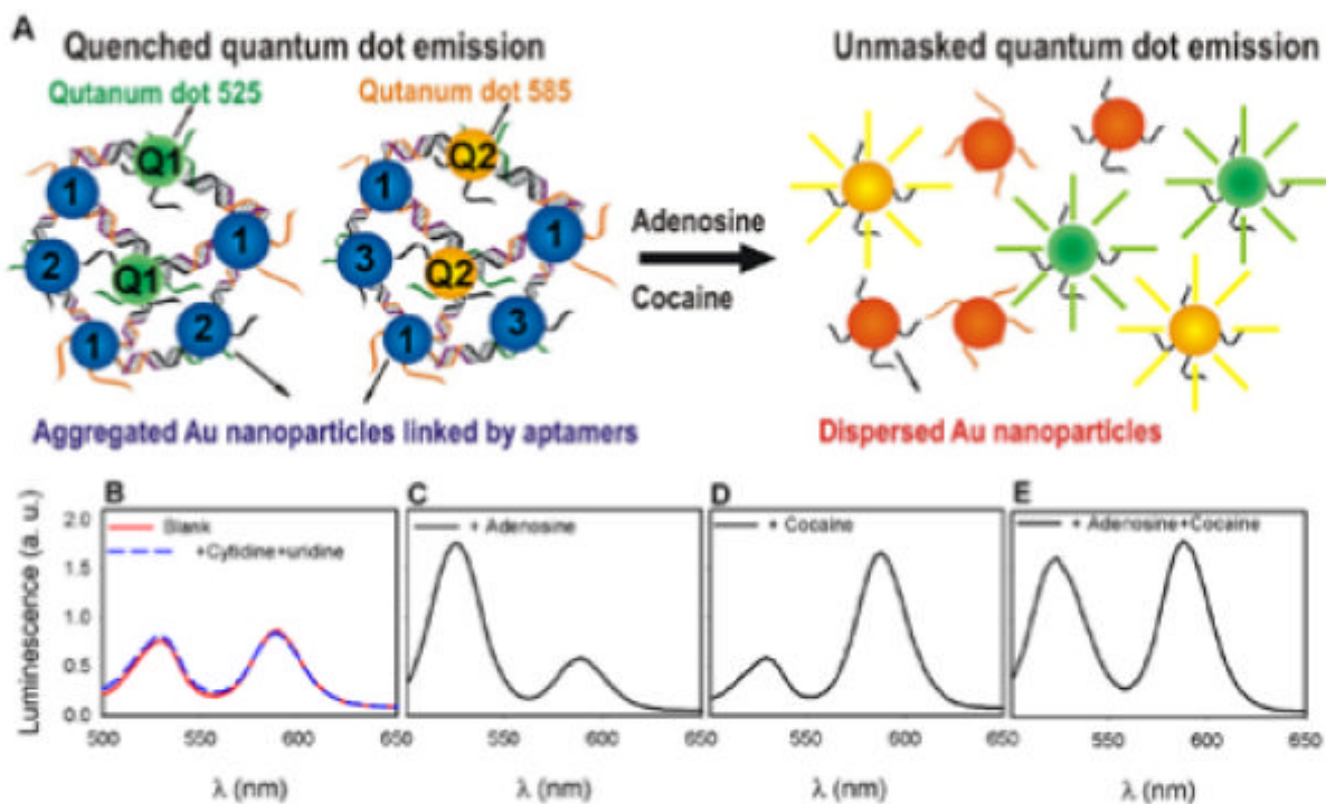 A
Quenched quantum dot emission
Unmasked quantum dot emission
Qutanum dot 525
Qutanum dot 585
Q1
Q2
1
1
1
1
2
3
Q1
Q2
Adenosine
Cocaine
1
2
1
3
Aggregated Au nanoparticles linked by aptamers
Dispersed Au nanoparticles
B
C
D
E
Blank
+Cytidine+uridine
+ Adenosine
+ Cocaine
+ Adenosine+Cocaine
Luminescence (a. u.)
2.0
1.5
1.0
0.5
0.0
500 550 600 650
550 600 650
550 600 650
550 600 650
λ (nm)
λ (nm)
λ (nm)
λ (nm)